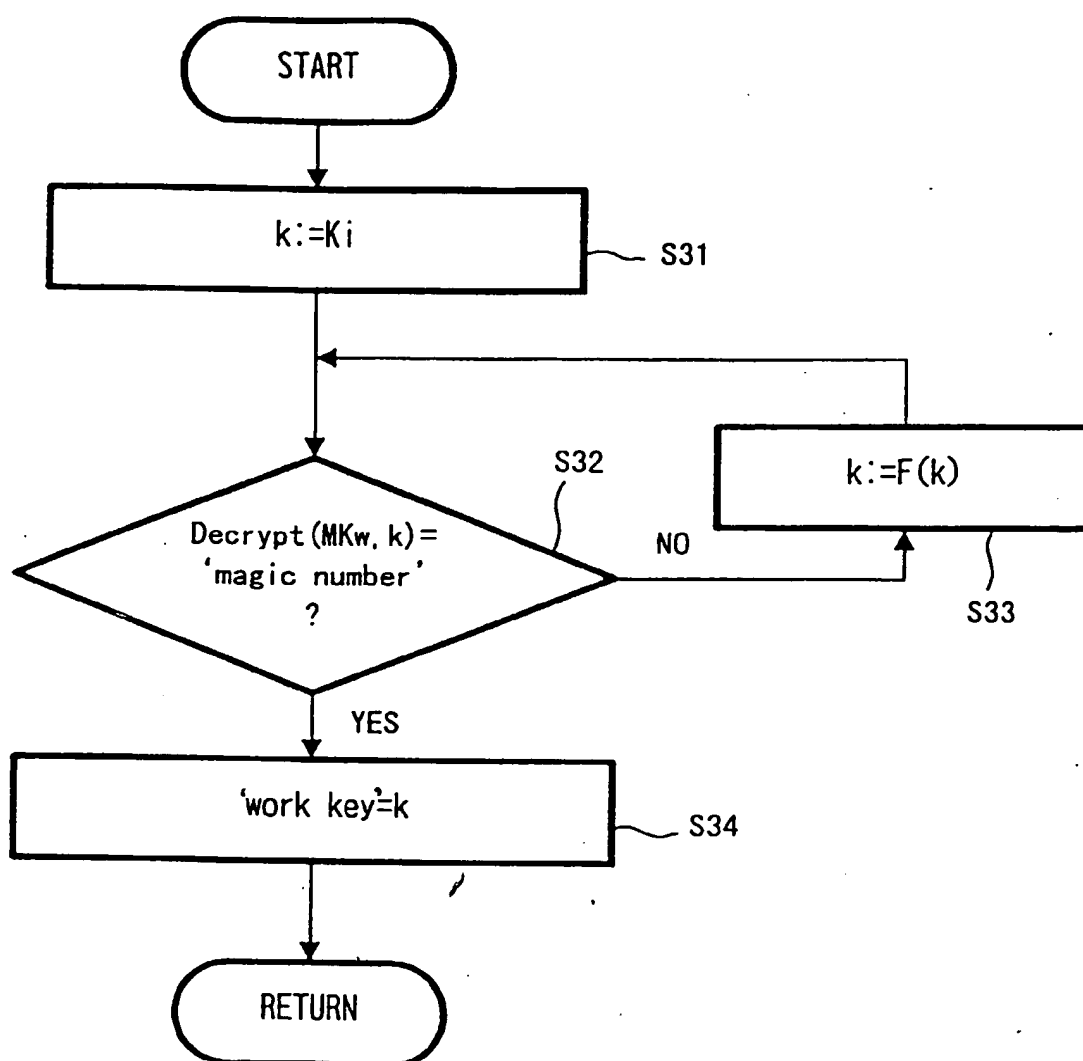 START
k:=Ki
S31
k:=F(k)
S33
S32
Decrypt(MKw,k)=
‘magic number’
?
NO
YES
‘work key’=k
S34
RETURN